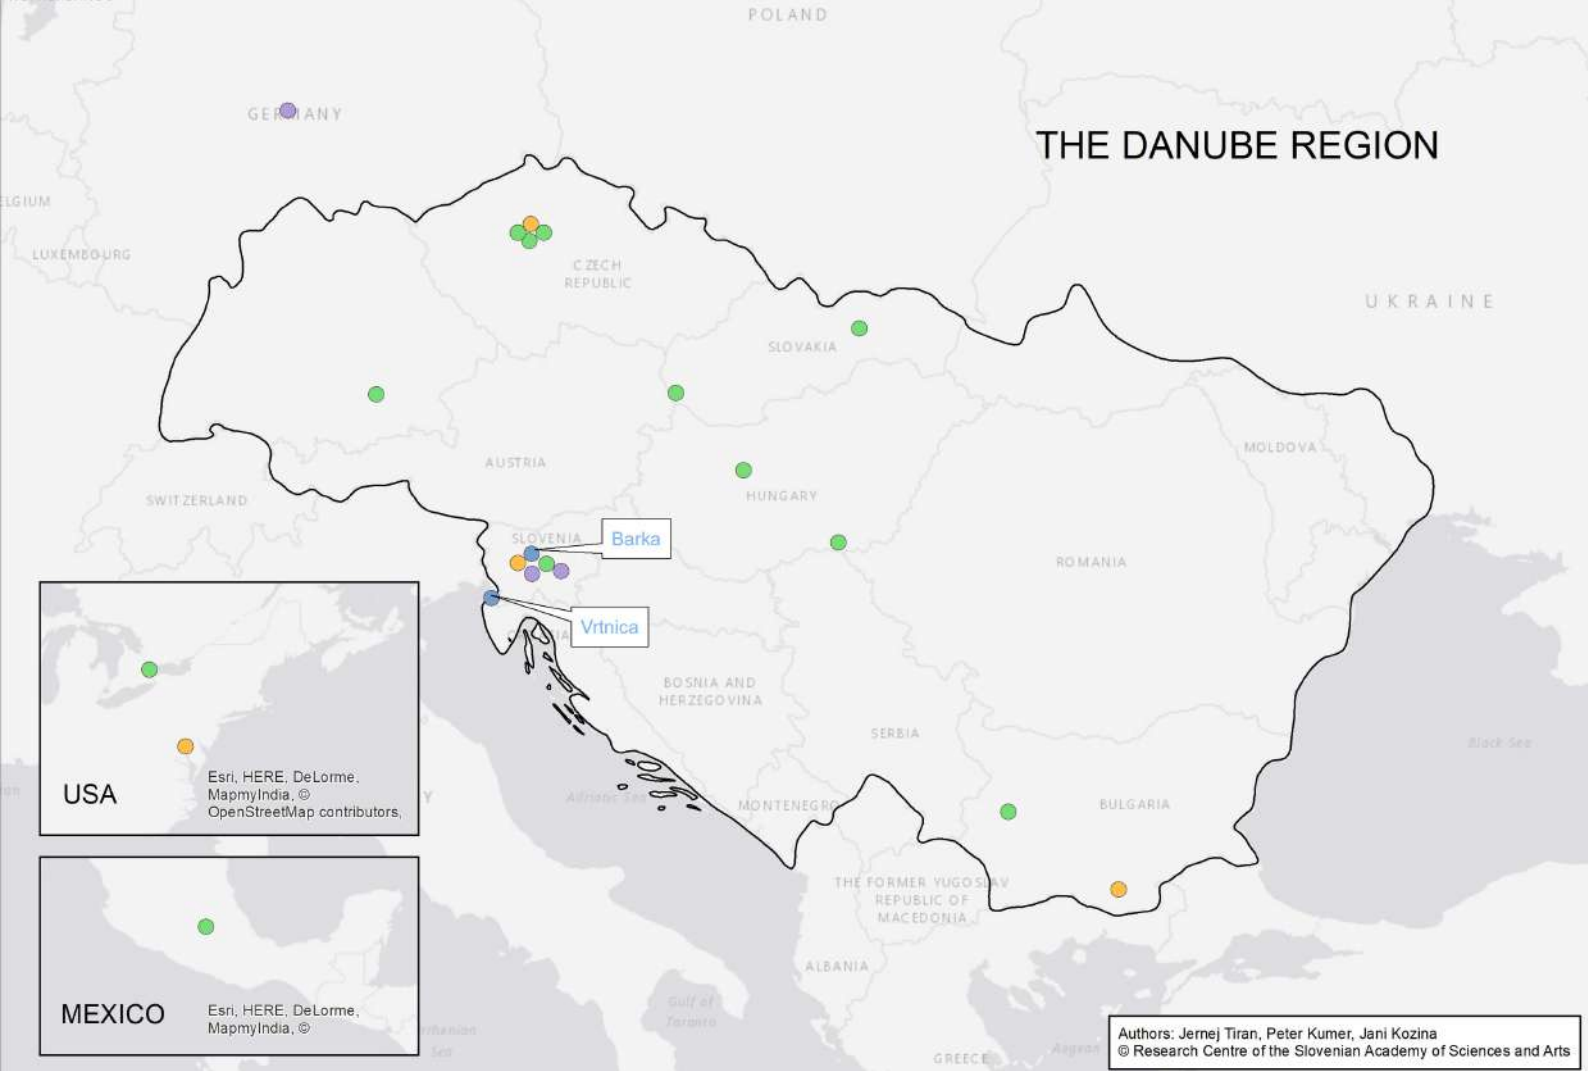 POLAND
GERMANY
THE DANUBE REGION
LUXEMBOURG
CZECH
REPUBLIC
UKRAINE
SLOVAKIA
MOLDOVA
AUSTRIA
SWITZERLAND
HUNGARY
SLOVENIA
Barka
ROMANIA
Vrtnica
BOSNIA AND
HERZEGOVINA
SERBIA
Black Sea
Adriatic Sea
MONTENEGRO
BULGARIA
USA
Esri, HERE, DeLorme,
MapmyIndia, ©
OpenStreetMap contributors,
THE FORMER YUGOSLAV
REPUBLIC OF
MACEDONIA
ALBANIA
MEXICO
Esri, HERE, DeLorme,
MapmyIndia, ©
Gulf of
Taranto
Sea
GREECE
Aegean
Authors: Jernej Tiran, Peter Kumer, Jani Kozina
© Research Centre of the Slovenian Academy of Sciences and Arts